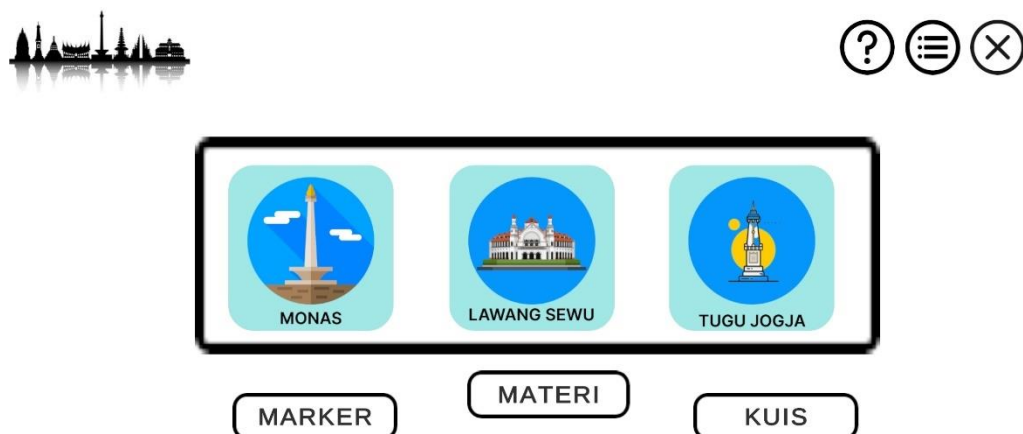 MONAS
LAWANG SEWU
TUGU JOGJA
MARKER
MATERI
KUIS